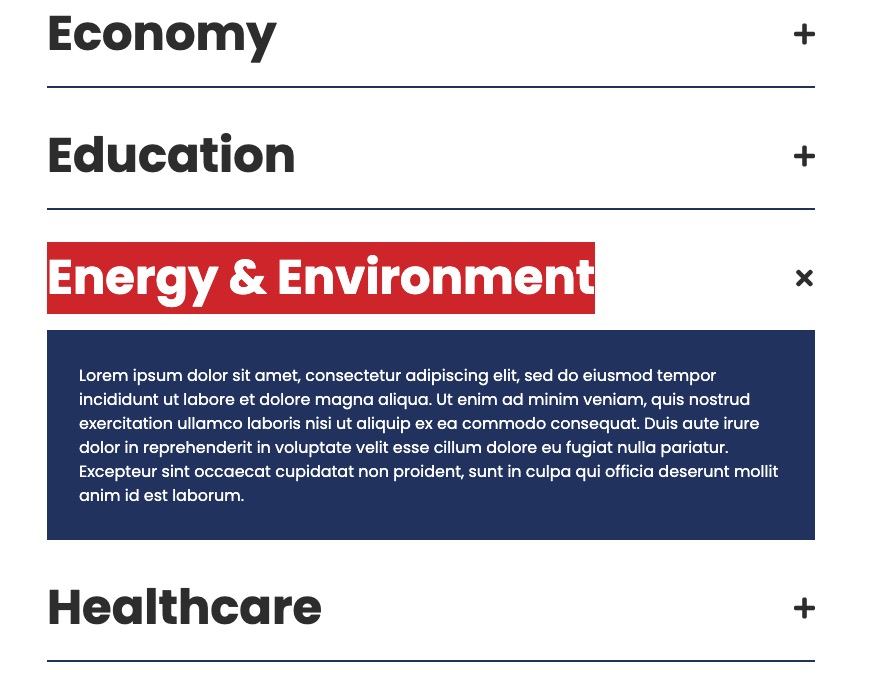 Economy
Education
Energy & Environment
Lorem ipsum dolor sit amet, consectetur adipiscing elit, sed do eiusmod tempor
incididunt ut labore et dolore magna aliqua. Ut enim ad minim veniam, quis nostrud
exercitation ullamco laboris nisi ut aliquip ex ea commodo consequat. Duis aute irure
dolor in reprehenderit in voluptate velit esse cillum dolore eu fugiat nulla pariatur.
Excepteur sint occaecat cupidatat non proident, sunt in culpa qui officia deserunt mollit
anim id est laborum.
Healthcare